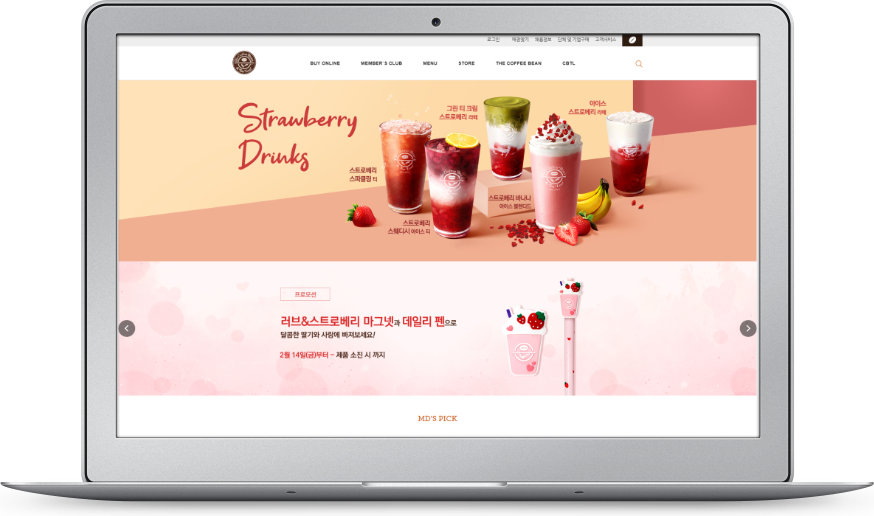 로그인 매장찾기 채용정보 단체 및 기업구매 고객서비스
BUY ONLINE MEMBER'S CLUB MENU STORE THE COFFEE BEAN CBTL
Strawberry
Drinks
그린 티 크림
스트로베리 라떼
아이스
스트로베리 라떼
스트로베리
스파클링 티
스트로베리 바나나
아이스 블렌디드
스트로베리
스웨디시 아이스 티
프로모션
러브&스트로베리 마그넷과 데일리 펜으로
달콤한 딸기와 사랑에 빠져보세요!
2월 14일(금)부터 ~ 제품 소진 시 까지
MD'S PICK